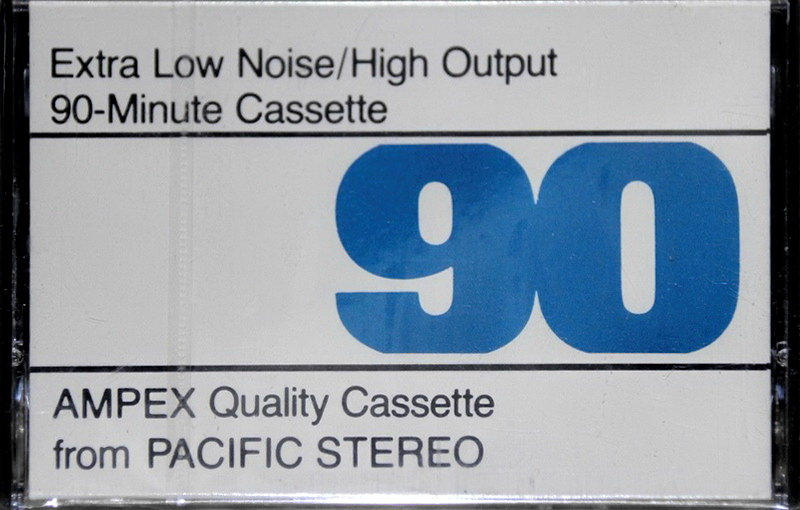 Extra Low Noise/High Output
90-Minute Cassette
90
AMPEX Quality Cassette
from PACIFIC STEREO